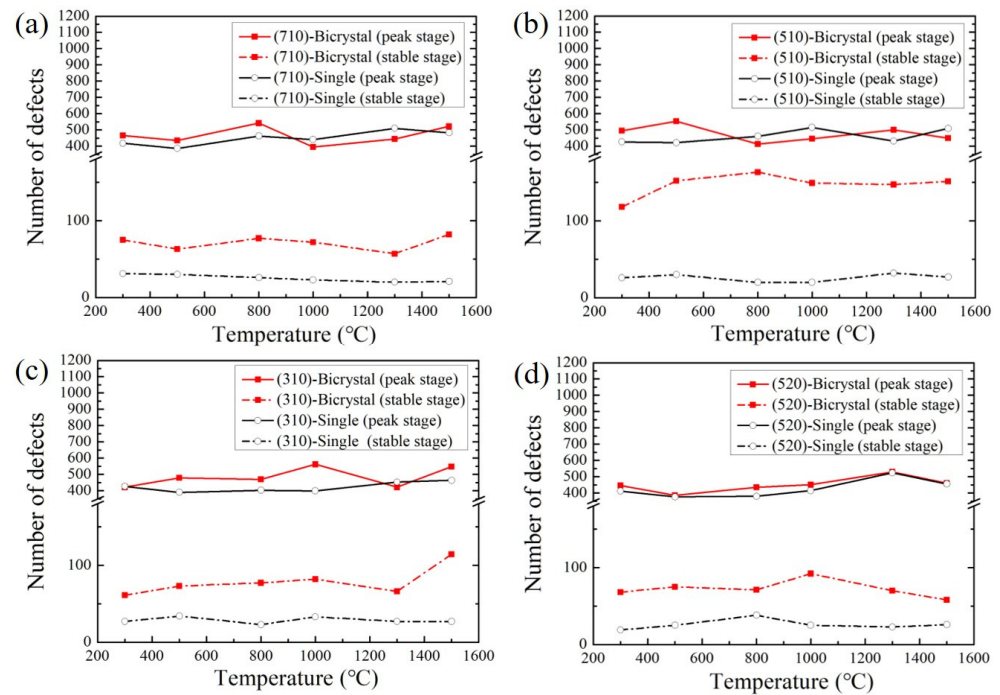 (a)
1200
1100
1000
900
800
700
600
500
400
100
0
200 400 600 800 1000 1200 1400 1600
Number of defects
Temperature (℃)
(710)-Bicrystal (peak stage)
(710)-Bicrystal (stable stage)
(710)-Single (peak stage)
(710)-Single (stable stage)
(b)
1200
1100
1000
900
800
700
600
500
400
100
0
200 400 600 800 1000 1200 1400 1600
Number of defects
Temperature (℃)
(510)-Bicrystal (peak stage)
(510)-Bicrystal (stable stage)
(510)-Single (peak stage)
(510)-Single (stable stage)
(c)
1200
1100
1000
900
800
700
600
500
400
100
0
200 400 600 800 1000 1200 1400 1600
Number of defects
Temperature (℃)
(310)-Bicrystal (peak stage)
(310)-Bicrystal (stable stage)
(310)-Single (peak stage)
(310)-Single (stable stage)
(d)
1200
1100
1000
900
800
700
600
500
400
100
0
200 400 600 800 1000 1200 1400 1600
Number of defects
Temperature (℃)
(520)-Bicrystal (peak stage)
(520)-Bicrystal (stable stage)
(520)-Single (peak stage)
(520)-Single (stable stage)